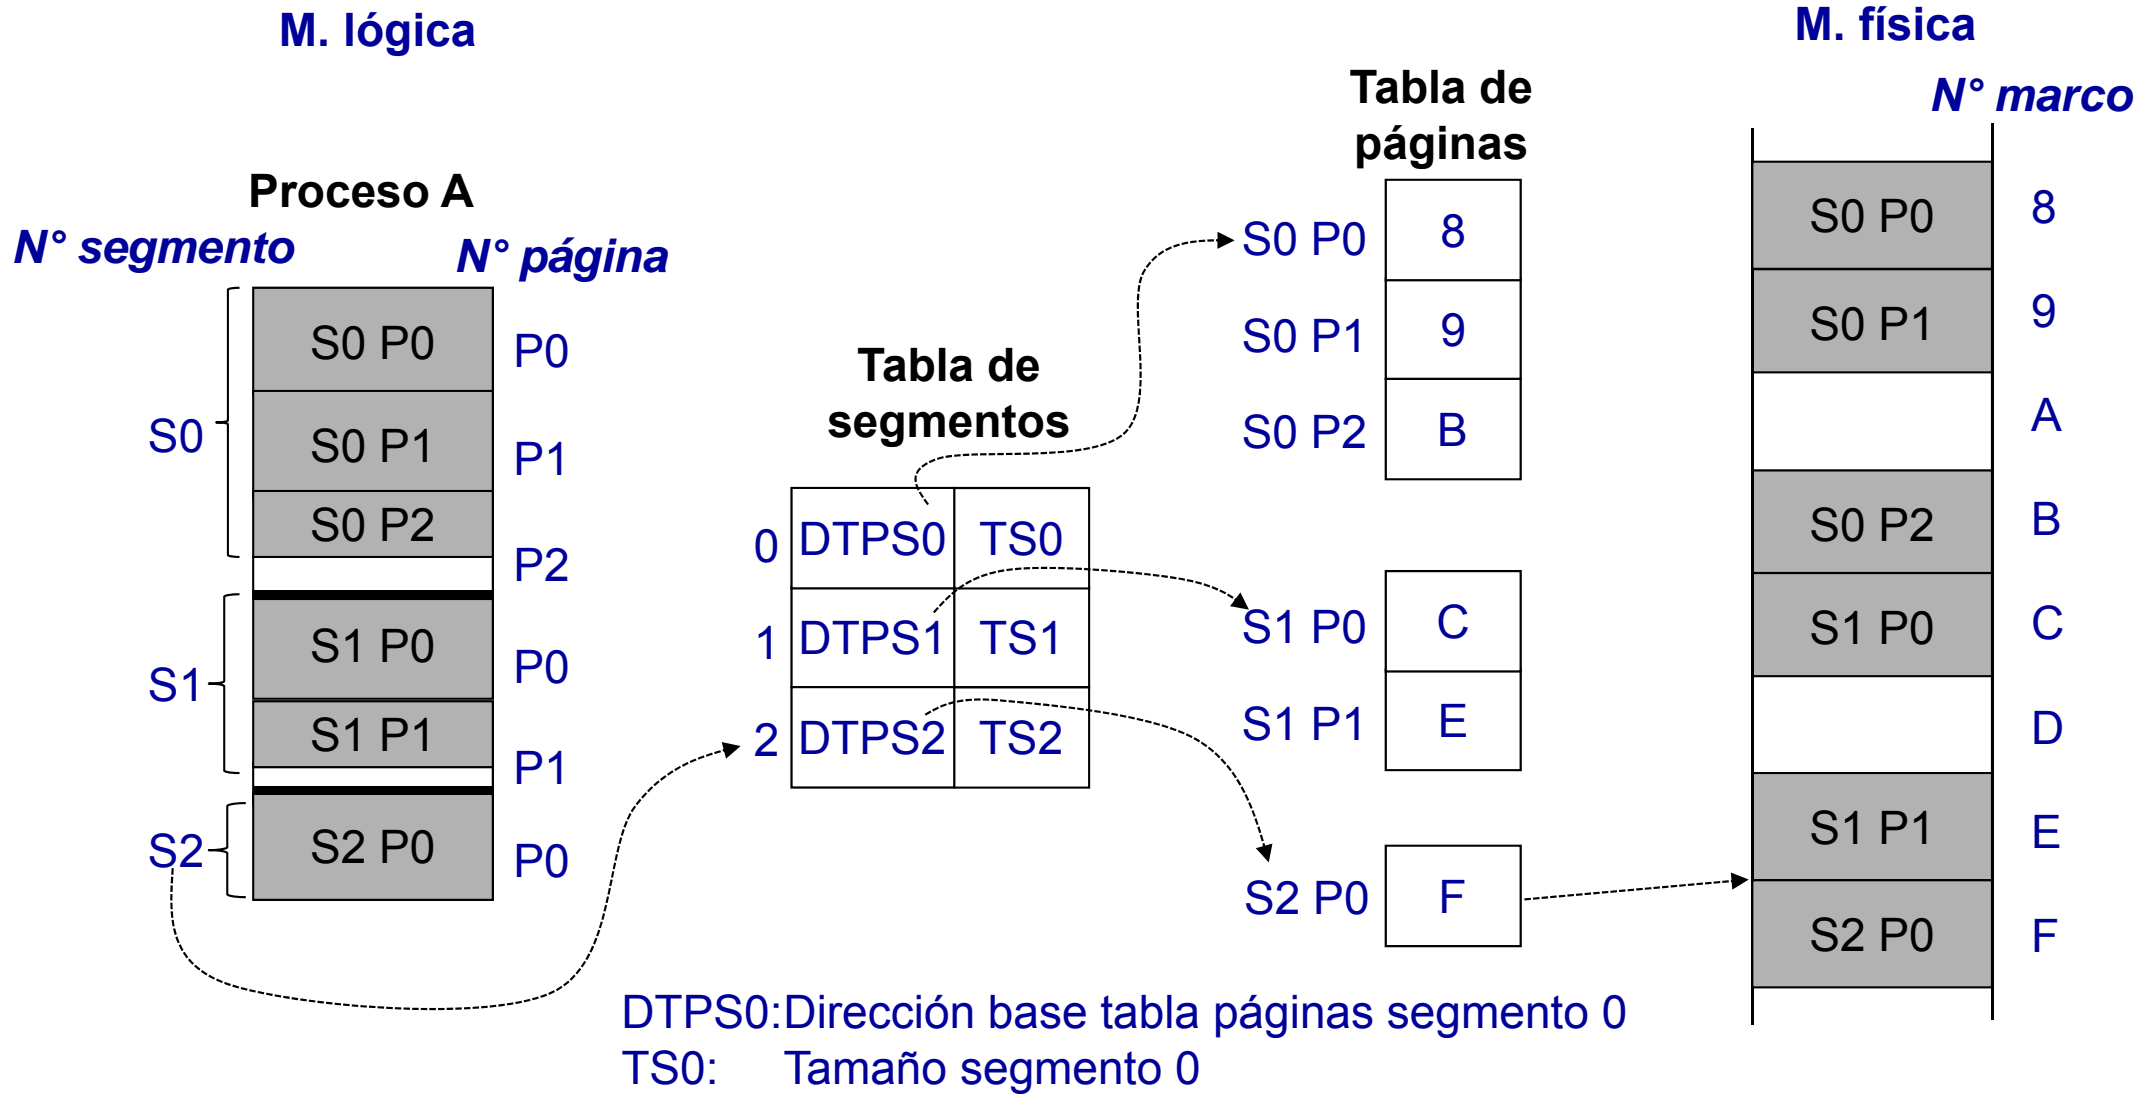 M. lógica
M. física
Tabla de
páginas
N° marco
Proceso A
N° segmento
N° página
S0
S0 P0
P0
S0 P1
P1
S0 P2
P2
S1
S1 P0
P0
S1 P1
P1
S2
S2 P0
P0
Tabla de
segmentos
0 DTPS0 TS0
1 DTPS1 TS1
2 DTPS2 TS2
S0 P0 8
S0 P1 9
S0 P2 B
S1 P0 C
S1 P1 E
S2 P0 F
S0 P0 8
S0 P1 9
A
S0 P2 B
S1 P0 C
D
S1 P1 E
S2 P0 F
DTPS0:Dirección base tabla páginas segmento 0
TS0: Tamaño segmento 0